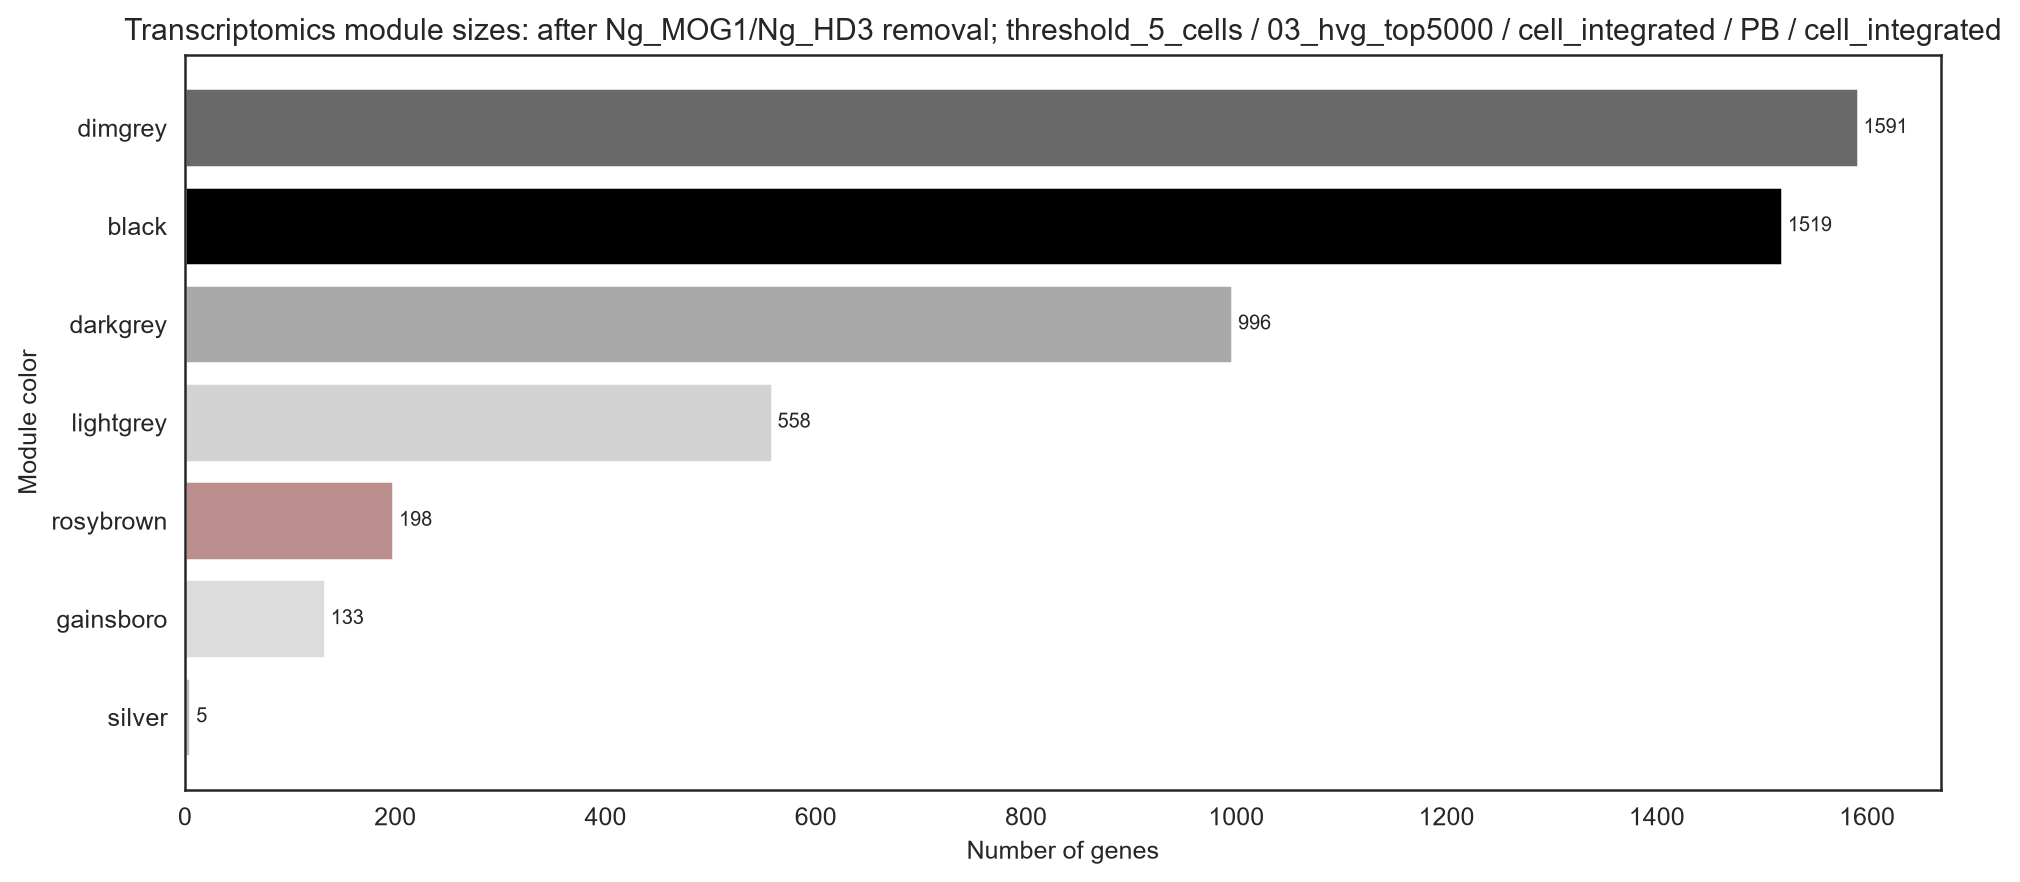 Transcriptomics module sizes: after Ng_MOG1/Ng_HD3 removal; threshold_5_cells / 03_hvg_top5000 / cell_integrated / PB / cell_integrated
Module color
dimgrey
1591
black
1519
darkgrey
996
lightgrey
558
rosybrown
198
gainsboro
133
silver
5
0 200 400 600 800 1000 1200 1400 1600
Number of genes